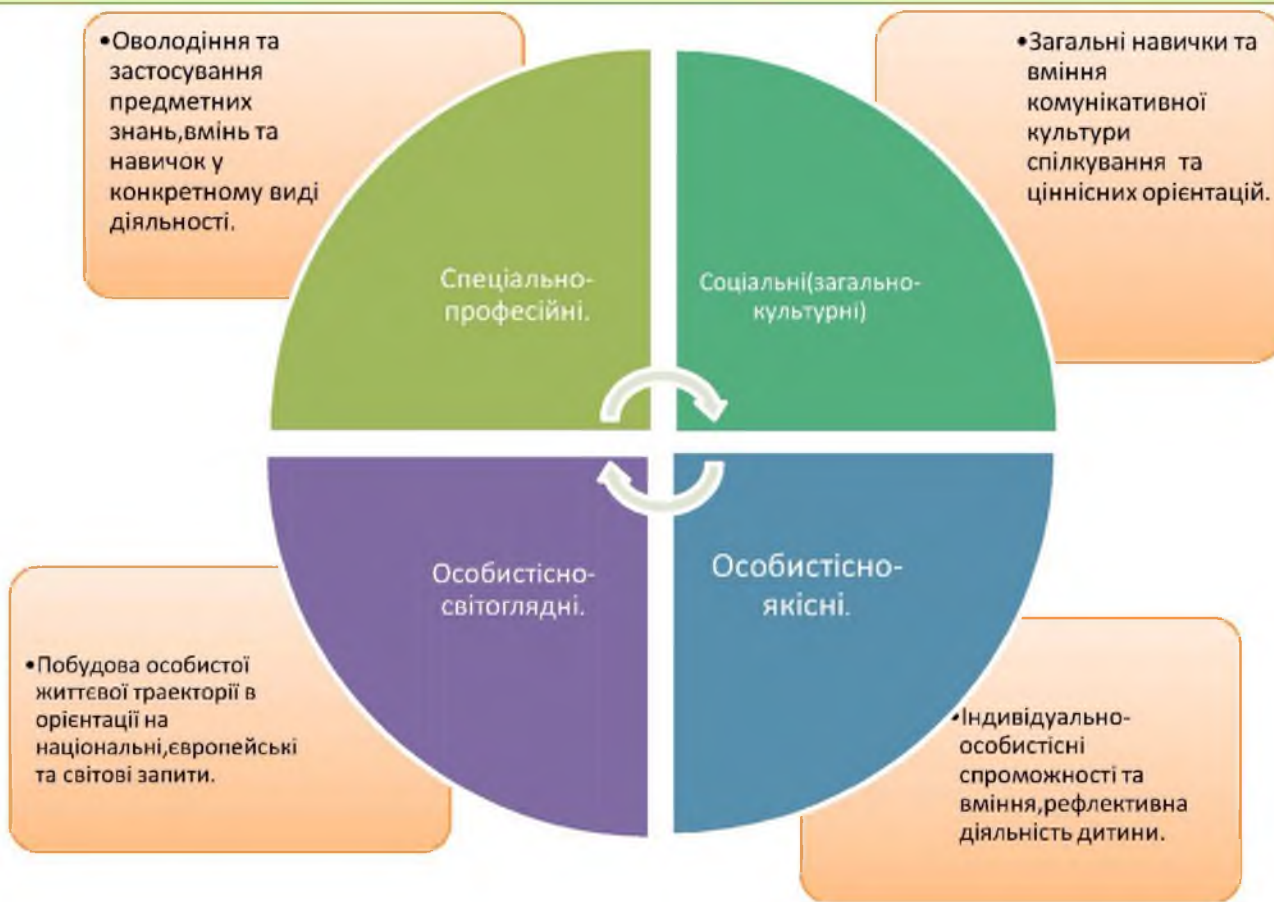 •Оволодіння та
застосування
предметних
знань,вмінь та
навичок у
конкретному виді
діяльності.
Спеціально-
професійні.
•Загальні навички та
вміння
комунікативної
культури
спілкування та
ціннісних орієнтацій.
Соціальні(загально-
культурні)
Особистісно-
світоглядні.
•Побудова особистої
життєвої траекторії в
орієнтації на
національні,європейські
та світові запити.
Особистісно-
якісні.
•Індивідуально-
особистісні
спроможності та
вміння,рефлективна
діяльність дитини.